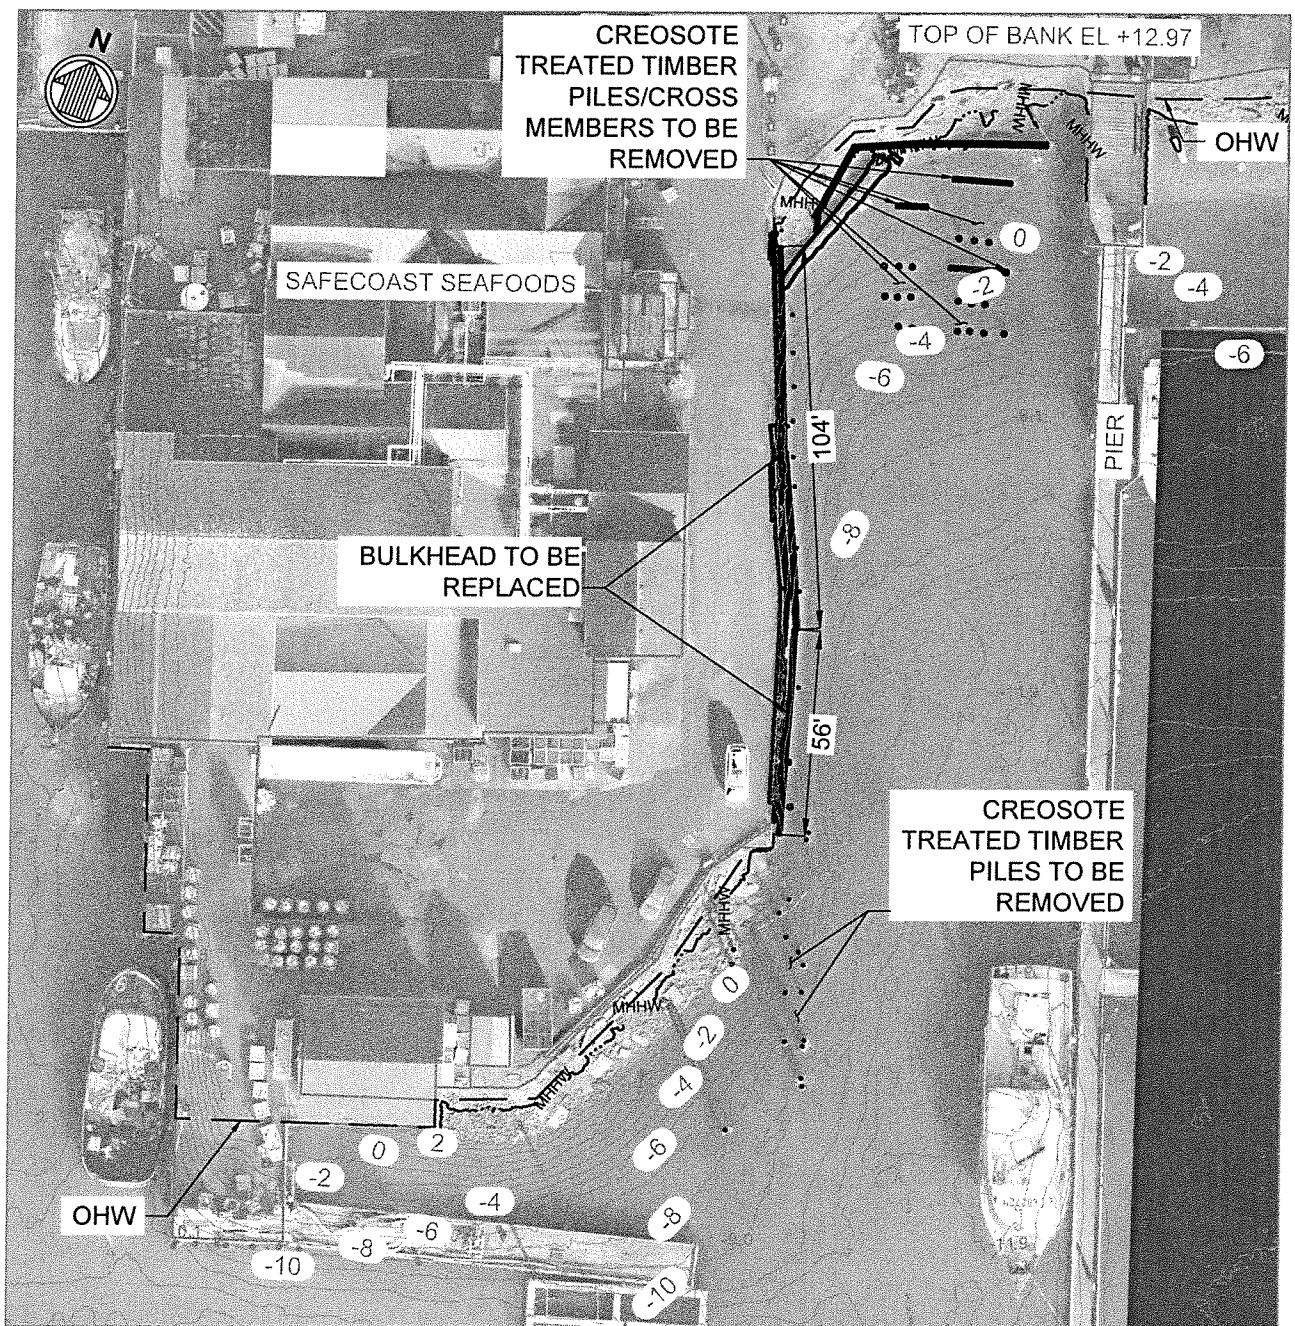 N
CREOSOTE
TREATED TIMBER
PILES/CROSS
MEMBERS TO BE
REMOVED
TOP OF BANK EL +12.97
MHHW
MHHW
OHW
0
-2
-4
-2
-4
-6
-6
SAFECOAST SEAFOODS
104'
PIER
BULKHEAD TO BE
REPLACED
-8
56'
CREOSOTE
TREATED TIMBER
PILES TO BE
REMOVED
MHHW
0
MHHW
-2
-4
MHHW
-6
0
2
-2
OHW
-4
-6
-8
-8
-10
-10
11.9